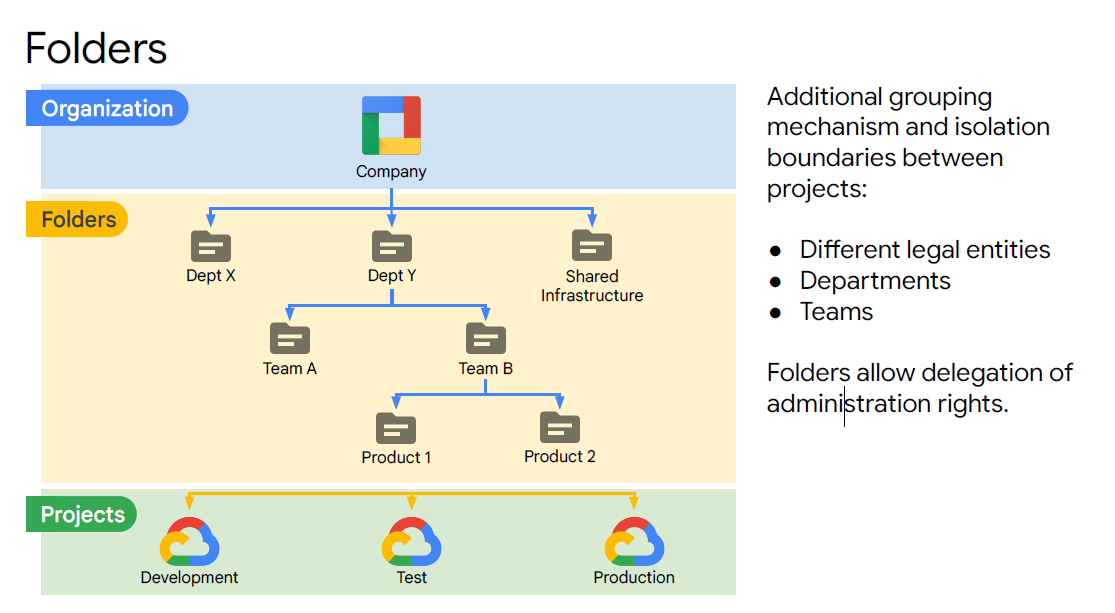 Folders
Organization
Company
Folders
Dept X
Dept Y
Shared
Infrastructure
Team A
Team B
Product 1
Product 2
Projects
Development
Test
Production
Additional grouping
mechanism and isolation
boundaries between
projects:
● Different legal entities
● Departments
● Teams
Folders allow delegation of
administration rights.